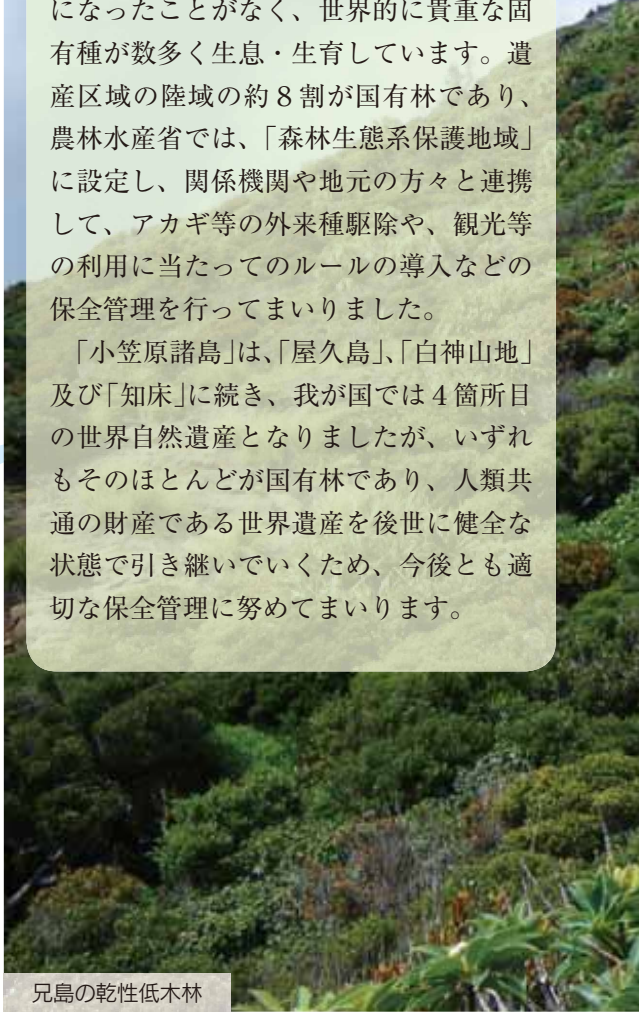 になったことがなく、世界的に貴重な固
有種が数多く生息・生育しています。遺
産区域の陸域の約８割が国有林であり、
農林水産省では、「森林生態系保護地域」
に設定し、関係機関や地元の方々と連携
して、アカギ等の外来種駆除や、観光等
の利用に当たってのルールの導入などの
保全管理を行ってまいりました。
「小笠原諸島」は、「屋久島」、「白神山地」
及び「知床」に続き、我が国では４箇所目
の世界自然遺産となりましたが、いずれ
もそのほとんどが国有林であり、人類共
通の財産である世界遺産を後世に健全な
状態で引き継いでいくため、今後とも適
切な保全管理に努めてまいります。
兄島の乾性低木林